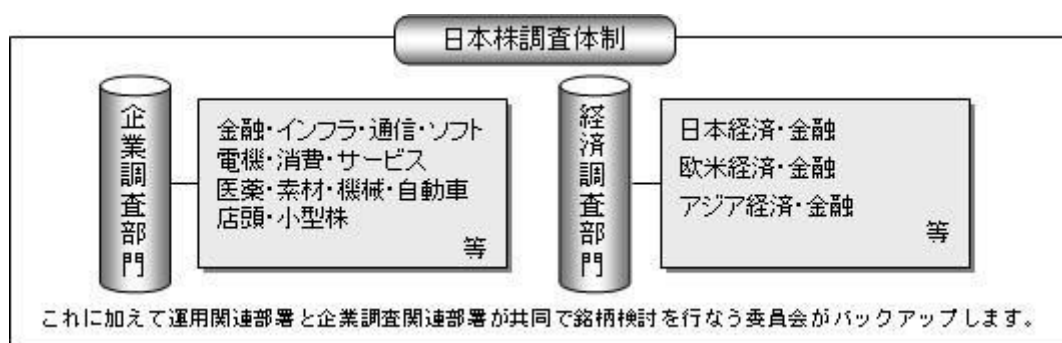 日本株調査体制
企業調査部門
金融・インフラ・通信・ソフト
電機・消費・サービス
医薬・素材・機械・自動車
店頭・小型株
等
経済調査部門
日本経済・金融
欧米経済・金融
アジア経済・金融
等
これに加えて運用関連部署と企業調査関連部署が共同で銘柄検討を行なう委員会がバックアップします。